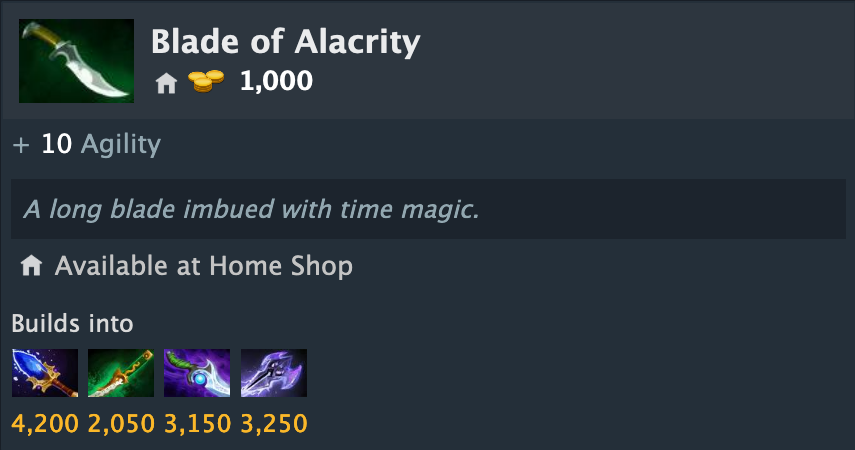 Blade of Alacrity
1,000
+ 10 Agility
A long blade imbued with time magic.
Available at Home Shop
Builds into
4,200 2,050 3,150 3,250